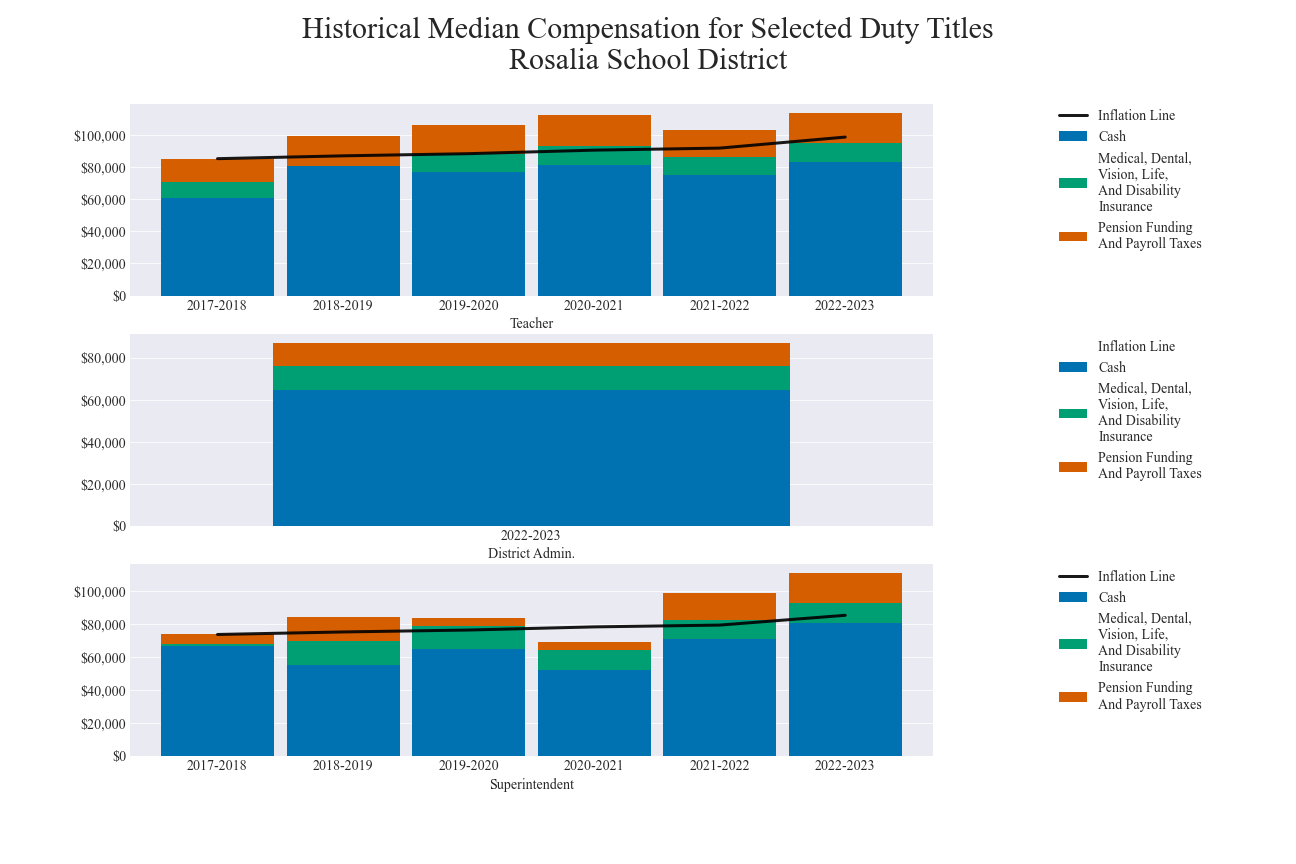 Historical Median Compensation for Selected Duty Titles
Rosalia School District
$100,000
$80,000
$60,000
$40,000
$20,000
$0
2017-2018 2018-2019 2019-2020 2020-2021 2021-2022 2022-2023
Teacher
Inflation Line
Cash
Medical, Dental,
Vision, Life,
And Disability
Insurance
Pension Funding
And Payroll Taxes
$80,000
$60,000
$40,000
$20,000
$0
2022-2023
District Admin.
Inflation Line
Cash
Medical, Dental,
Vision, Life,
And Disability
Insurance
Pension Funding
And Payroll Taxes
$100,000
$80,000
$60,000
$40,000
$20,000
$0
2017-2018 2018-2019 2019-2020 2020-2021 2021-2022 2022-2023
Superintendent
Inflation Line
Cash
Medical, Dental,
Vision, Life,
And Disability
Insurance
Pension Funding
And Payroll Taxes